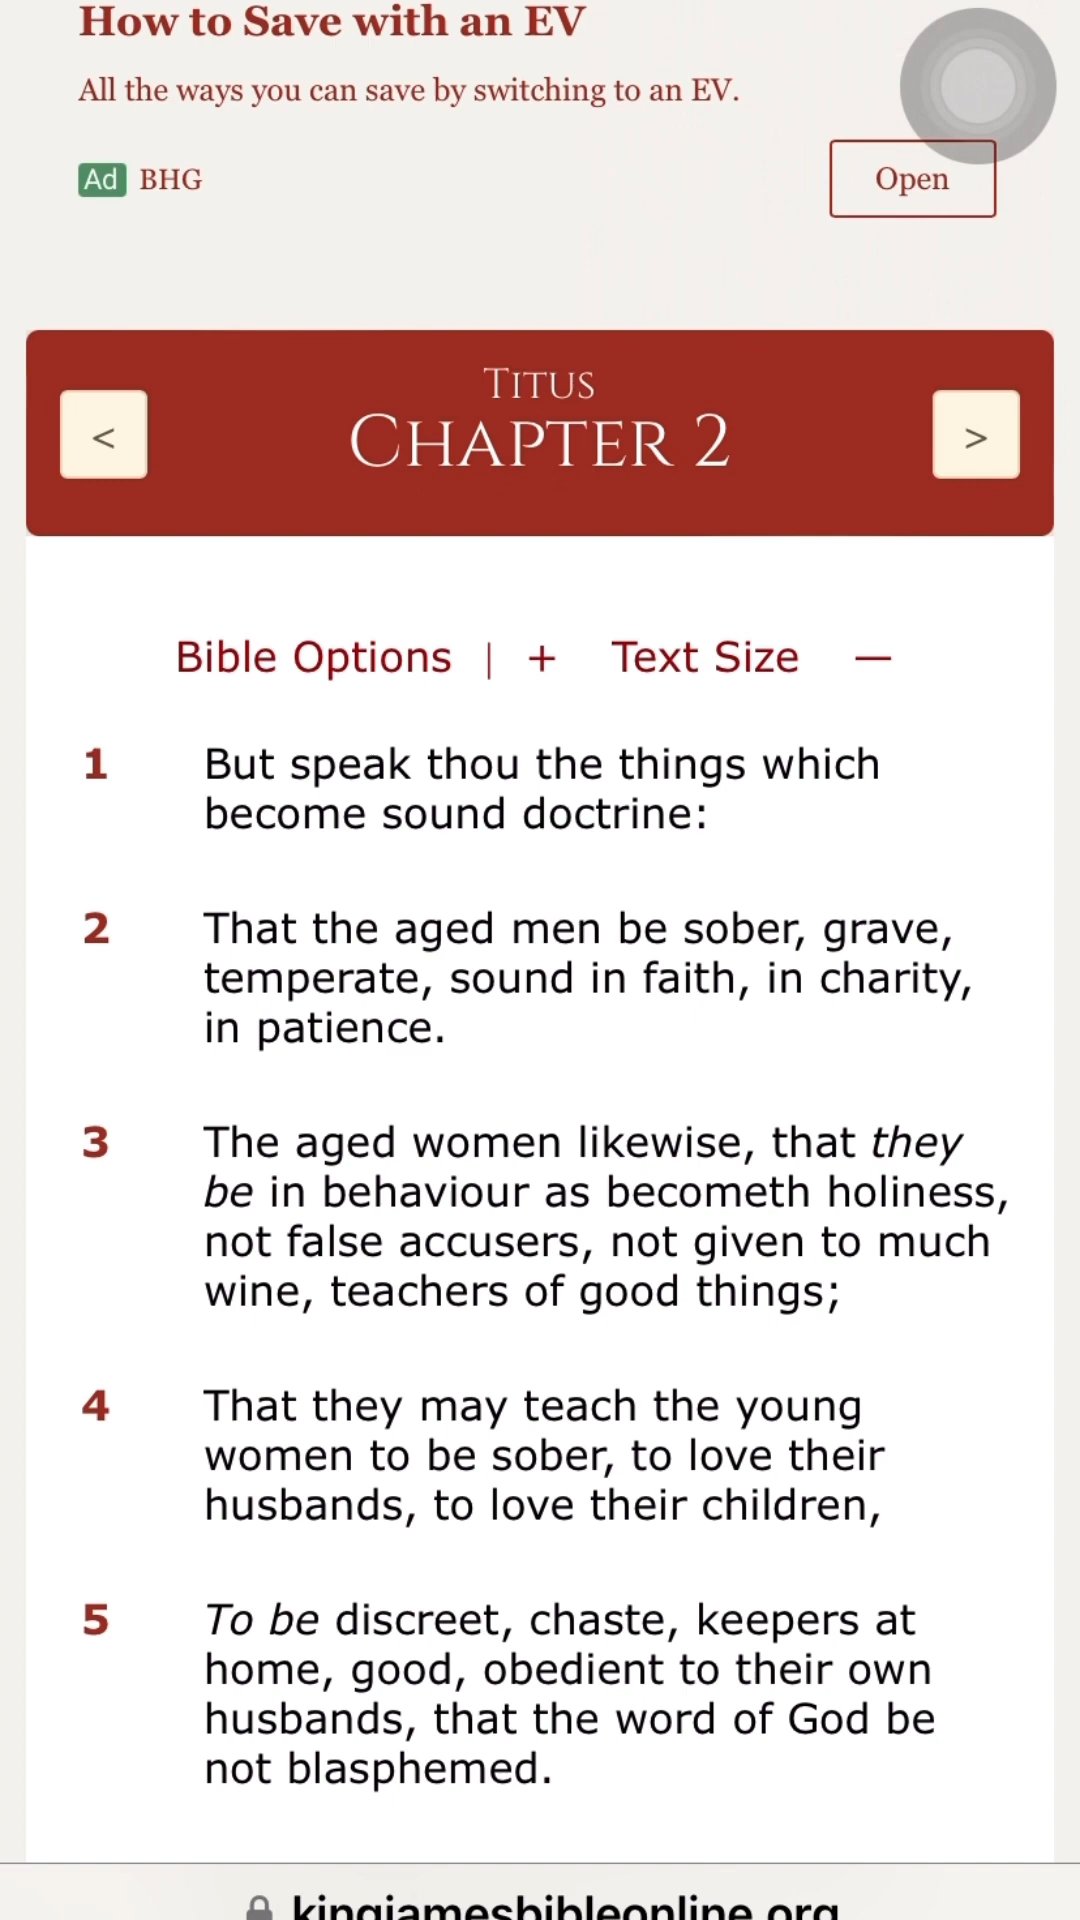 How to Save with an EV
All the ways you can save by switching to an EV.
Ad BHG
Open
TITUS
CHAPTER 2
<
>
Bible Options | + Text Size —
1 But speak thou the things which
become sound doctrine:
2 That the aged men be sober, grave,
temperate, sound in faith, in charity,
in patience.
3 The aged women likewise, that they
be in behaviour as becometh holiness,
not false accusers, not given to much
wine, teachers of good things;
4 That they may teach the young
women to be sober, to love their
husbands, to love their children,
5 To be discreet, chaste, keepers at
home, good, obedient to their own
husbands, that the word of God be
not blasphemed.
kingjamesbibleonline.org